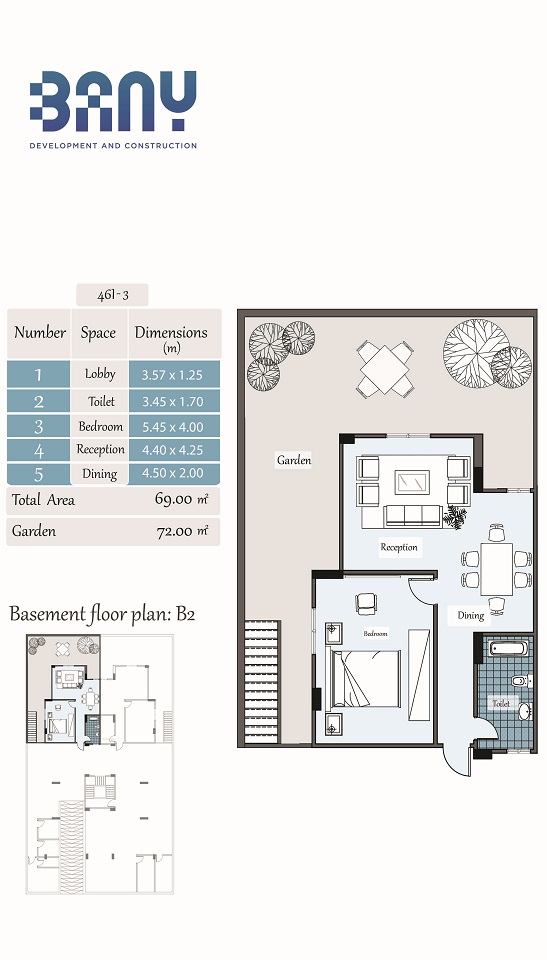 BANY
DEVELOPMENT AND CONSTRUCTION
46I-3
Number Space Dimensions (m)
1 Lobby 3.57 x 1.25
2 Toilet 3.45 x 1.70
3 Bedroom 5.45 x 4.00
4 Reception 4.40 x 4.25
5 Dining 4.50 x 2.00
Total Area 69.00 m²
Garden 72.00 m²
Basement floor plan: B2
Garden
Reception
Dining
Bedroom
Toilet